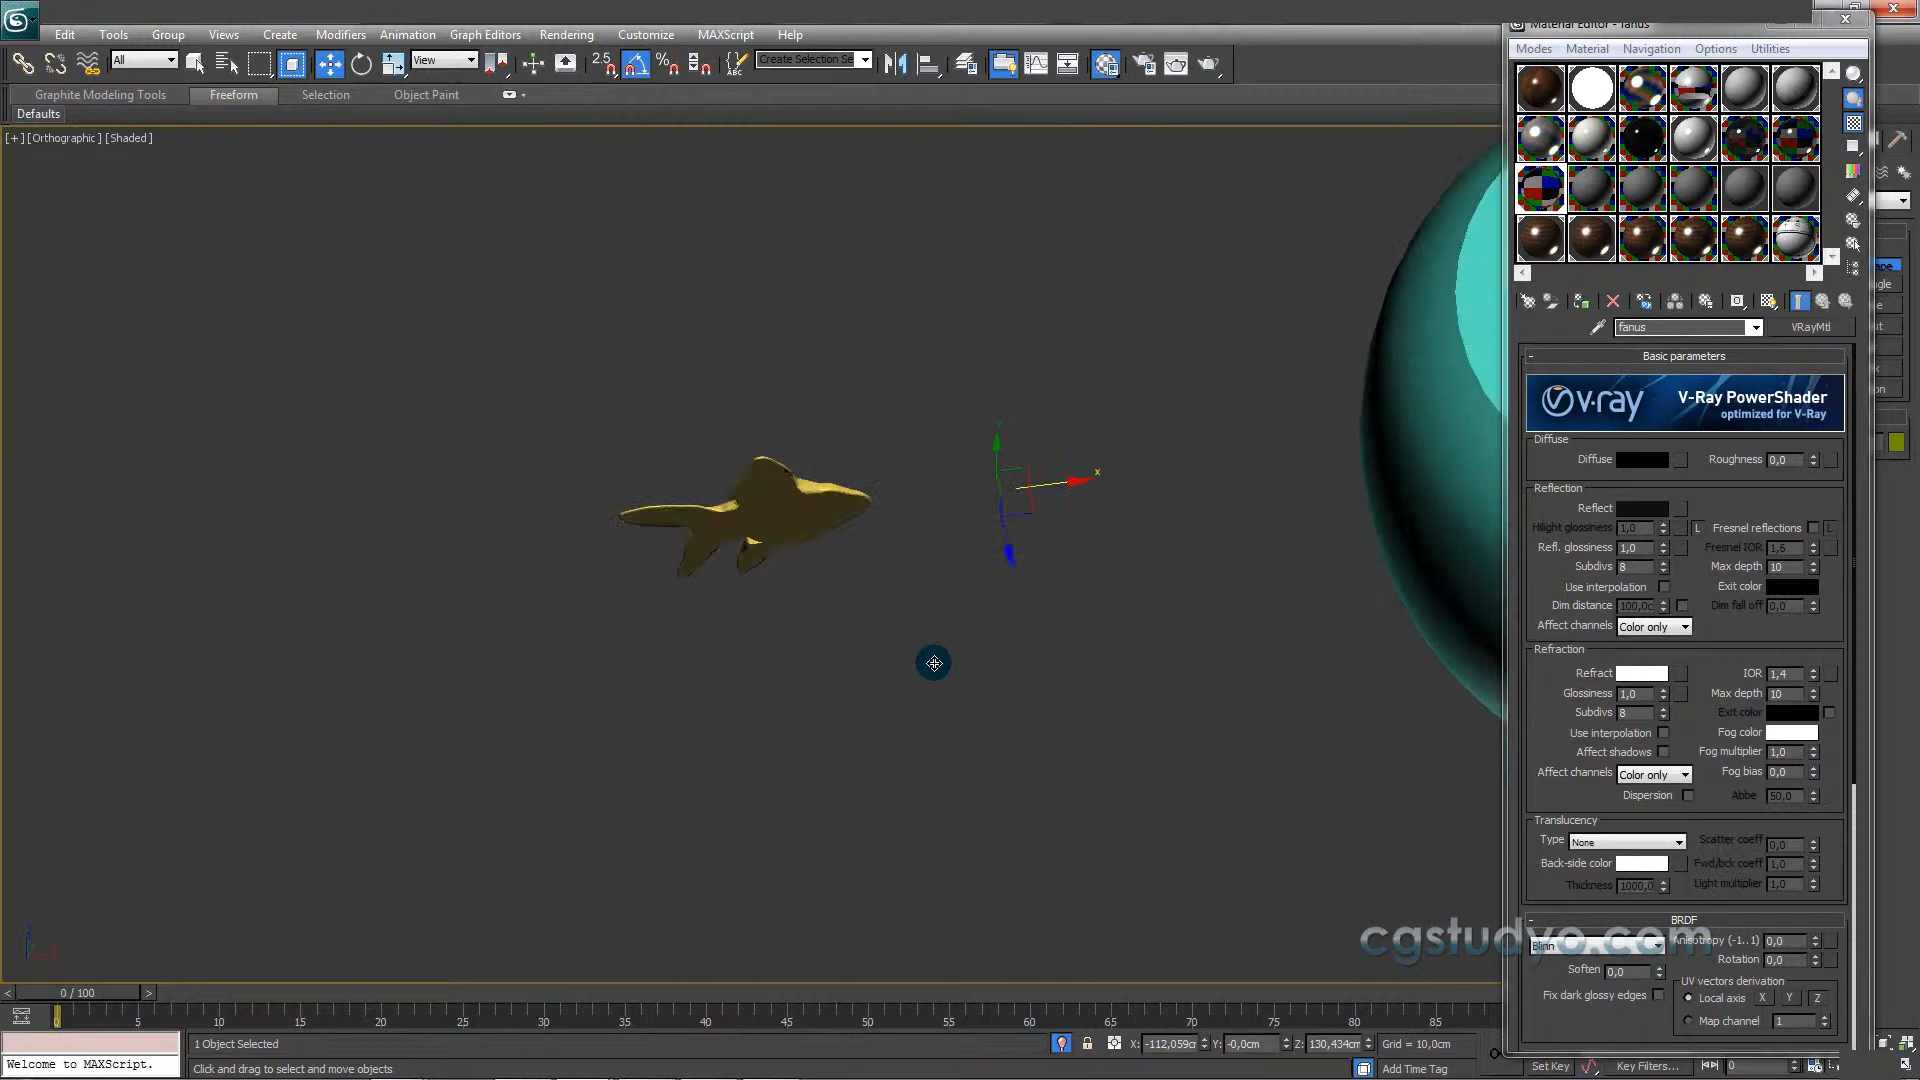 Edit Tools Group Views Create Modifiers Animation Graph Editors Rendering Customize MAXScript Help
All View 2.5 % ABC Create Selection Se
Graphite Modeling Tools Freeform Selection Object Paint
Defaults
[+] [Orthographic ] [Shaded ]
x
Modes Material Navigation Options Utilities
fanus VRayMtl
Basic parameters
v·ray V-Ray PowerShader
optimized for V-Ray
Diffuse
Diffuse Roughness 0,0
Reflection
Reflect
Hilight glossiness 1,0 L Fresnel reflections L
Refl. glossiness 1,0 Fresnel IOR 1,6
Subdivs 8 Max depth 10
Use interpolation Exit color
Dim distance 100,0c Dim fall off 0,0
Affect channels Color only
Refraction
Refract IOR 1,4
Glossiness 1,0 Max depth 10
Subdivs 8 Exit color
Use interpolation Fog color
Affect shadows Fog multiplier 1,0
Affect channels Color only Fog bias 0,0
Dispersion Abbe 50,0
Translucency
Type None Scatter coeff 0,0
Back-side color Fwd/bck coeff 1,0
Thickness 1000,0 Light multiplier 1,0
BRDF
cgstudyo.com
Blinn Anisotropy (-1..1) 0,0
Rotation 0,0
Soften 0,0
UV vectors derivation
Fix dark glossy edges Local axis X Y Z
Map channel 1
< 0 / 100 >
0 5 10 15 20 25 30 35 40 45 50 55 60 65 70 75 80 85
1 Object Selected X: -112,059cr Y: -0,0cm Z: 130,434cm Grid = 10,0cm
Welcome to MAXScript. Click and drag to select and move objects Add Time Tag Set Key Key Filters... 0